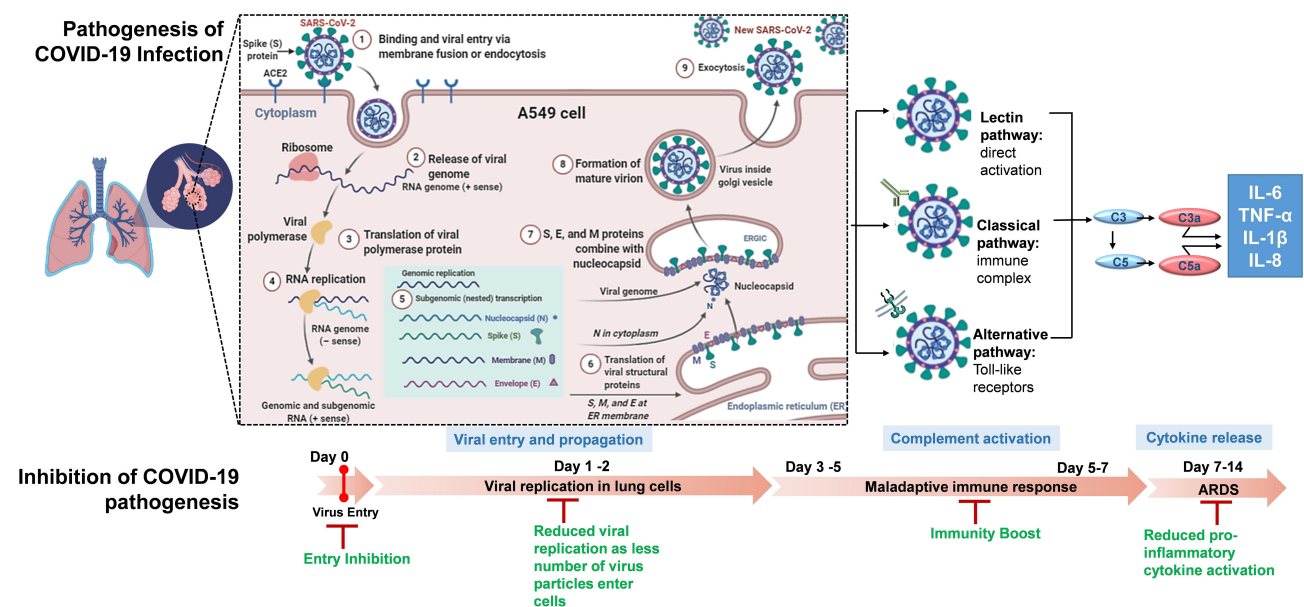 Pathogenesis of
COVID-19 Infection
SARS-CoV-2
Spike (S)
protein
ACE2
1 Binding and viral entry via
membrane fusion or endocytosis
New SARS-CoV-2
9 Exocytosis
Cytoplasm
A549 cell
Ribosome
2 Release of viral
genome
RNA genome (+ sense)
8 Formation of
mature virion
Virus inside
golgi vesicle
Viral
polymerase
3 Translation of viral
polymerase protein
7 S, E, and M proteins
combine with
nucleocapsid
ERGIC
4 RNA replication
RNA genome
(− sense)
Genomic and subgenomic
RNA (+ sense)
Genomic replication
5 Subgenomic (nested) transcription
Nucleocapsid (N)
Spike (S)
Membrane (M)
Envelope (E)
Viral genome
Nucleocapsid
N
N in cytoplasm
E
M
S
6 Translation of
viral structural
proteins
S, M, and E at
ER membrane
Endoplasmic reticulum (ER
Lectin
pathway:
direct
activation
Classical
pathway:
immune
complex
Alternative
pathway:
Toll-like
receptors
C3
C3a
C5
C5a
IL-6
TNF-α
IL-1β
IL-8
Viral entry and propagation
Complement activation
Cytokine release
Inhibition of COVID-19
pathogenesis
Day 0
Virus Entry
Entry Inhibition
Day 1 -2
Viral replication in lung cells
Reduced viral
replication as less
number of virus
particles enter
cells
Day 3 -5
Day 5-7
Maladaptive immune response
Immunity Boost
Day 7-14
ARDS
Reduced pro-
inflammatory
cytokine activation